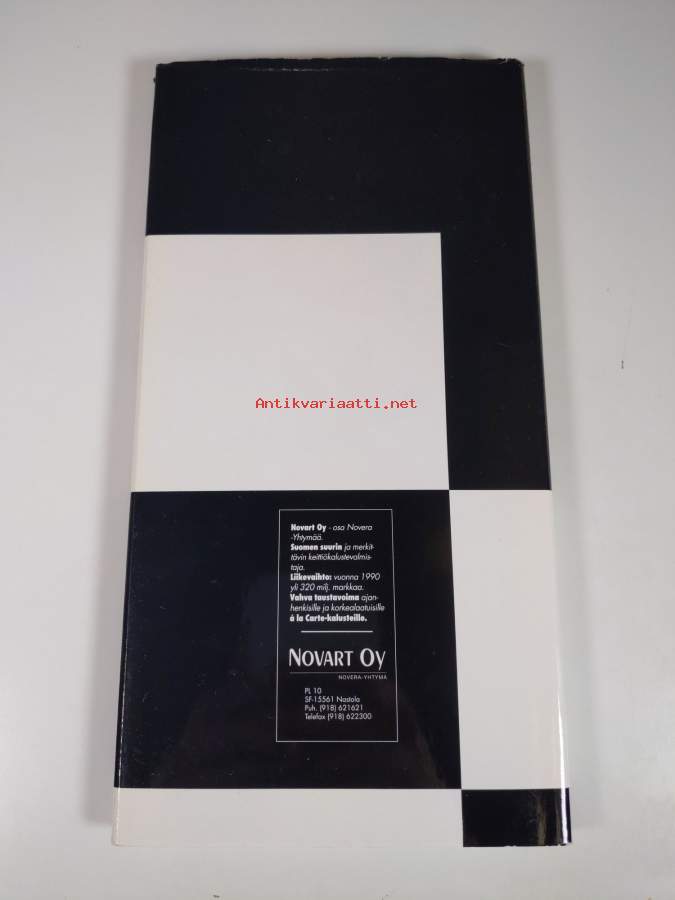 Antikvariaatti.net
Novart Oy - osa Novera
-Yhtymää.
Suomen suurin ja merkit-
tävin keittiökalustevalmis-
taja.
Liikevaihto: vuonna 1990
yli 320 milj. markkaa.
Vahva taustavoima ajan-
henkisille ja korkealaatuisille
á la Carte-kalusteille.
NOVART OY
NOVERA-YHTYMÄ
PL 10
SF-15561 Nastola
Puh. (918) 621621
Telefax (918) 622300